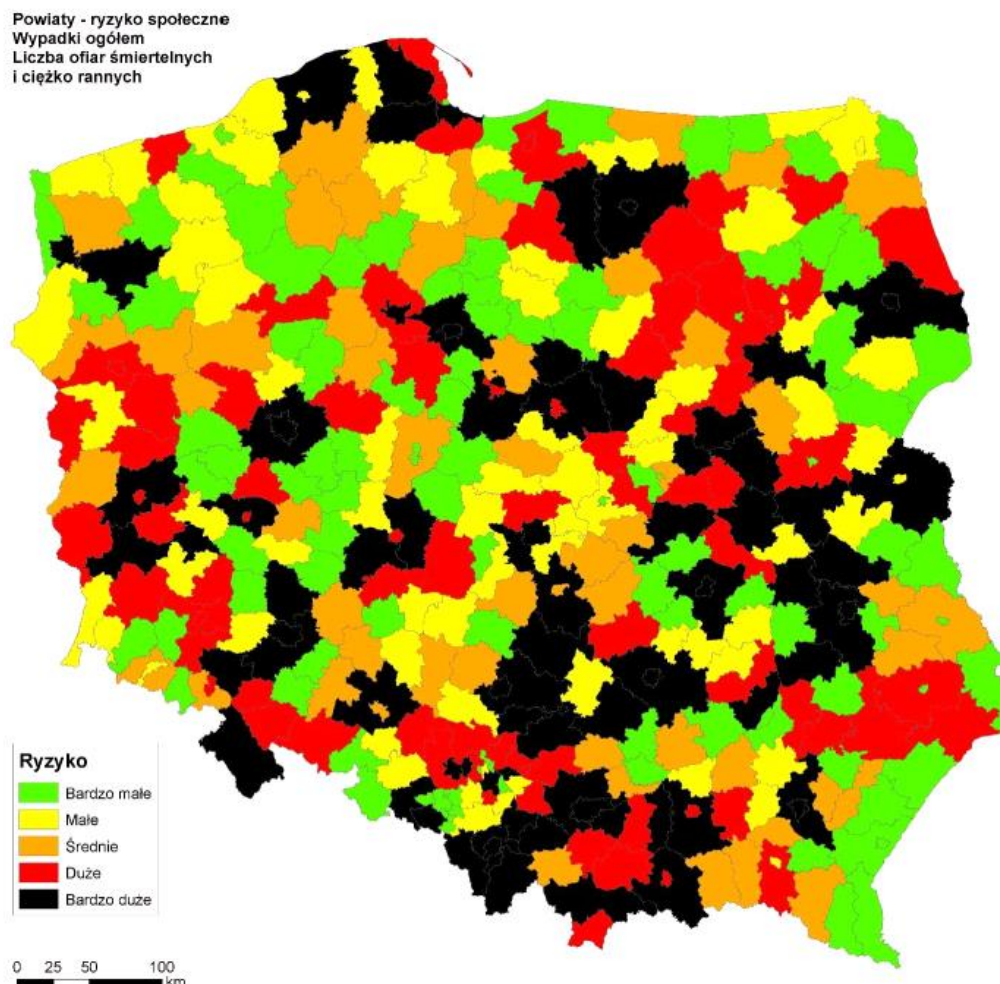 Powiaty - ryzyko społeczne
Wypadki ogółem
Liczba ofiar śmiertelnych
i ciężko rannych
Ryzyko
Bardzo małe
Małe
Średnie
Duże
Bardzo duże
0 25 50 100
km